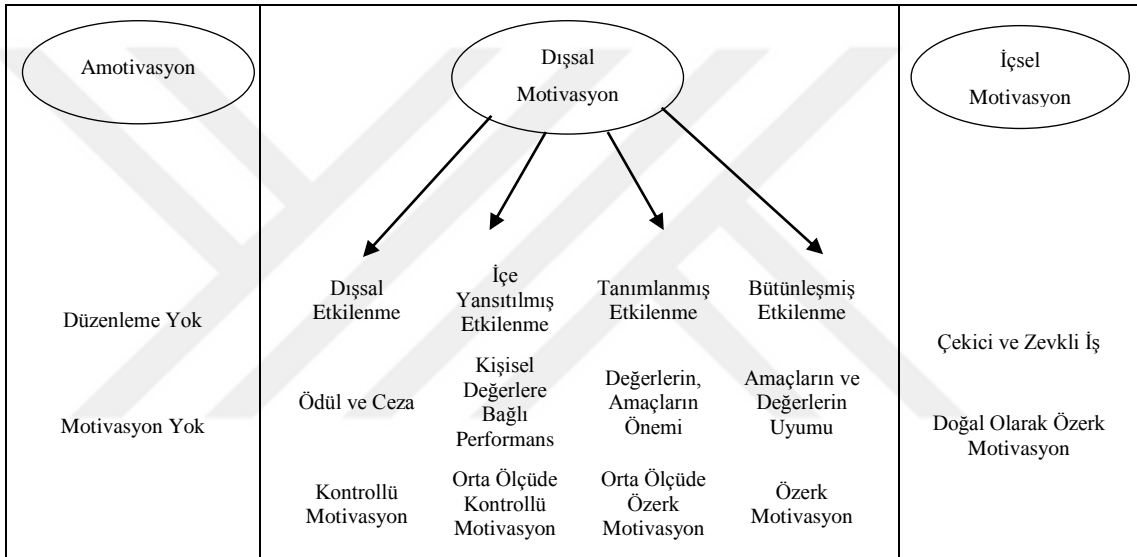 Amotivasyon
Düzenleme Yok
Motivasyon Yok
Dışsal
Motivasyon
Dışsal
Etkilenme
Ödül ve Ceza
Kontrollü
Motivasyon
İçe
Yansıtılmış
Etkilenme
Kişisel
Değerlere
Bağlı
Performans
Orta Ölçüde
Kontrollü
Motivasyon
Tanımlanmış
Etkilenme
Değerlerin,
Amaçların
Önemi
Orta Ölçüde
Özerk
Motivasyon
Bütünleşmiş
Etkilenme
Amaçların ve
Değerlerin
Uyumu
Özerk
Motivasyon
İçsel
Motivasyon
Çekici ve Zevkli İş
Doğal Olarak Özerk
Motivasyon